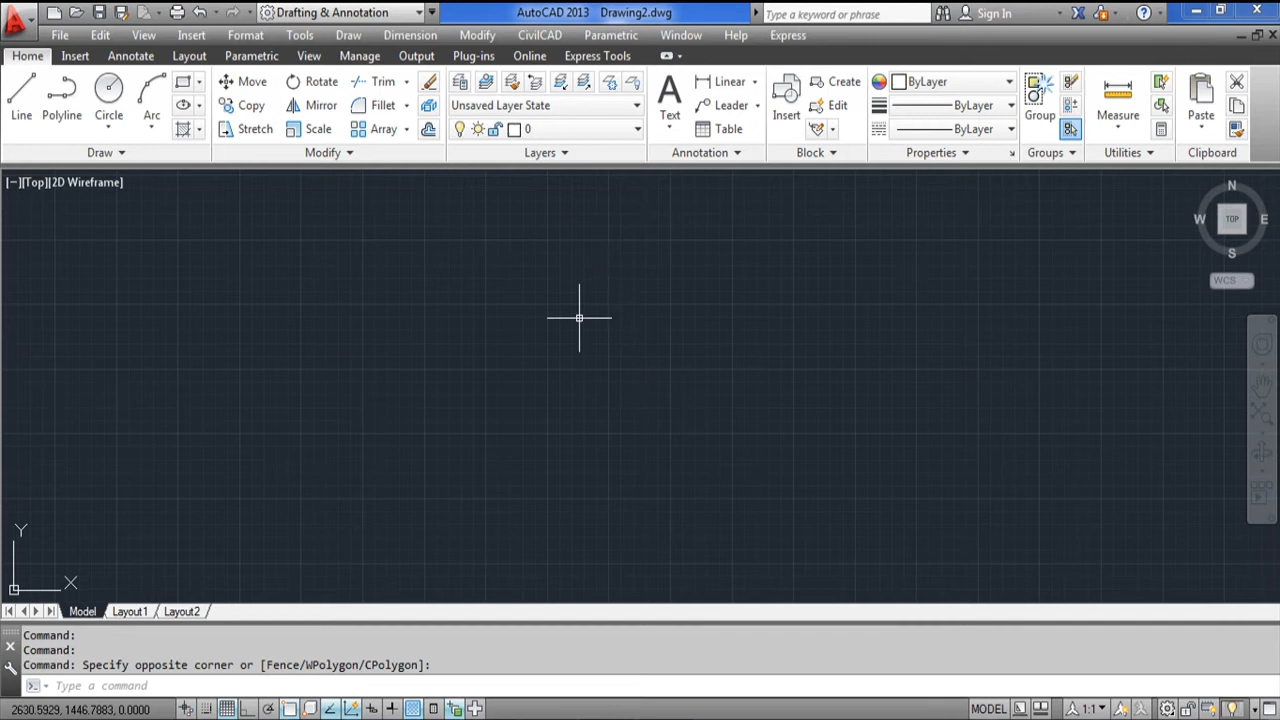 Drafting & Annotation
AutoCAD 2013 Drawing2.dwg
Type a keyword or phrase
Sign In
File Edit View Insert Format Tools Draw Dimension Modify CivilCAD Parametric Window Help Express
Home Insert Annotate Layout Parametric View Manage Output Plug-ins Online Express Tools
Move Rotate Trim Linear Create ByLayer
Copy Mirror Fillet Unsaved Layer State Leader Edit ByLayer
Line Polyline Circle Arc Text Insert Group Measure Paste
Stretch Scale Array 0 Table ByLayer
Draw Modify Layers Annotation Block Properties Groups Utilities Clipboard
[−][Top][2D Wireframe]
N
W TOP E
S
WCS
Y
X
Model Layout1 Layout2
Command:
Command:
Command: Specify opposite corner or [Fence/WPolygon/CPolygon]:
Type a command
2630.5929, 1446.7883, 0.0000 MODEL 1:1